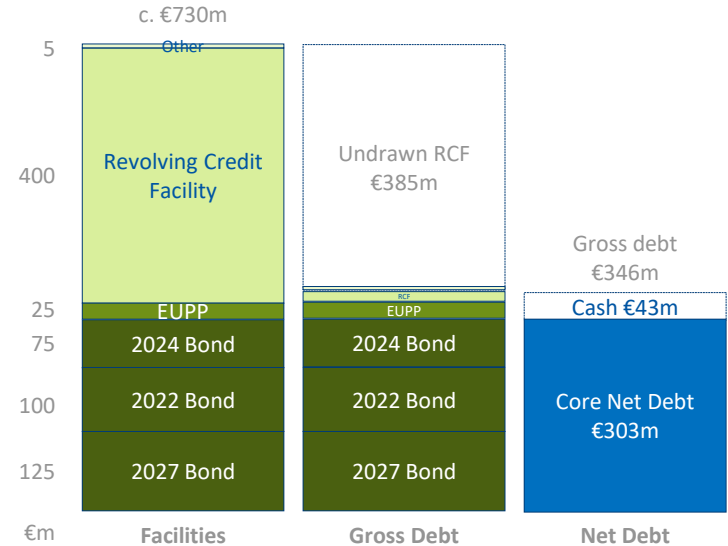 c. €730m
5
Other
400
Revolving Credit
Facility
Undrawn RCF
€385m
Gross debt
€346m
RCF
25
EUPP
EUPP
Cash €43m
75
2024 Bond
2024 Bond
100
2022 Bond
2022 Bond
Core Net Debt
€303m
125
2027 Bond
2027 Bond
€m
Facilities
Gross Debt
Net Debt